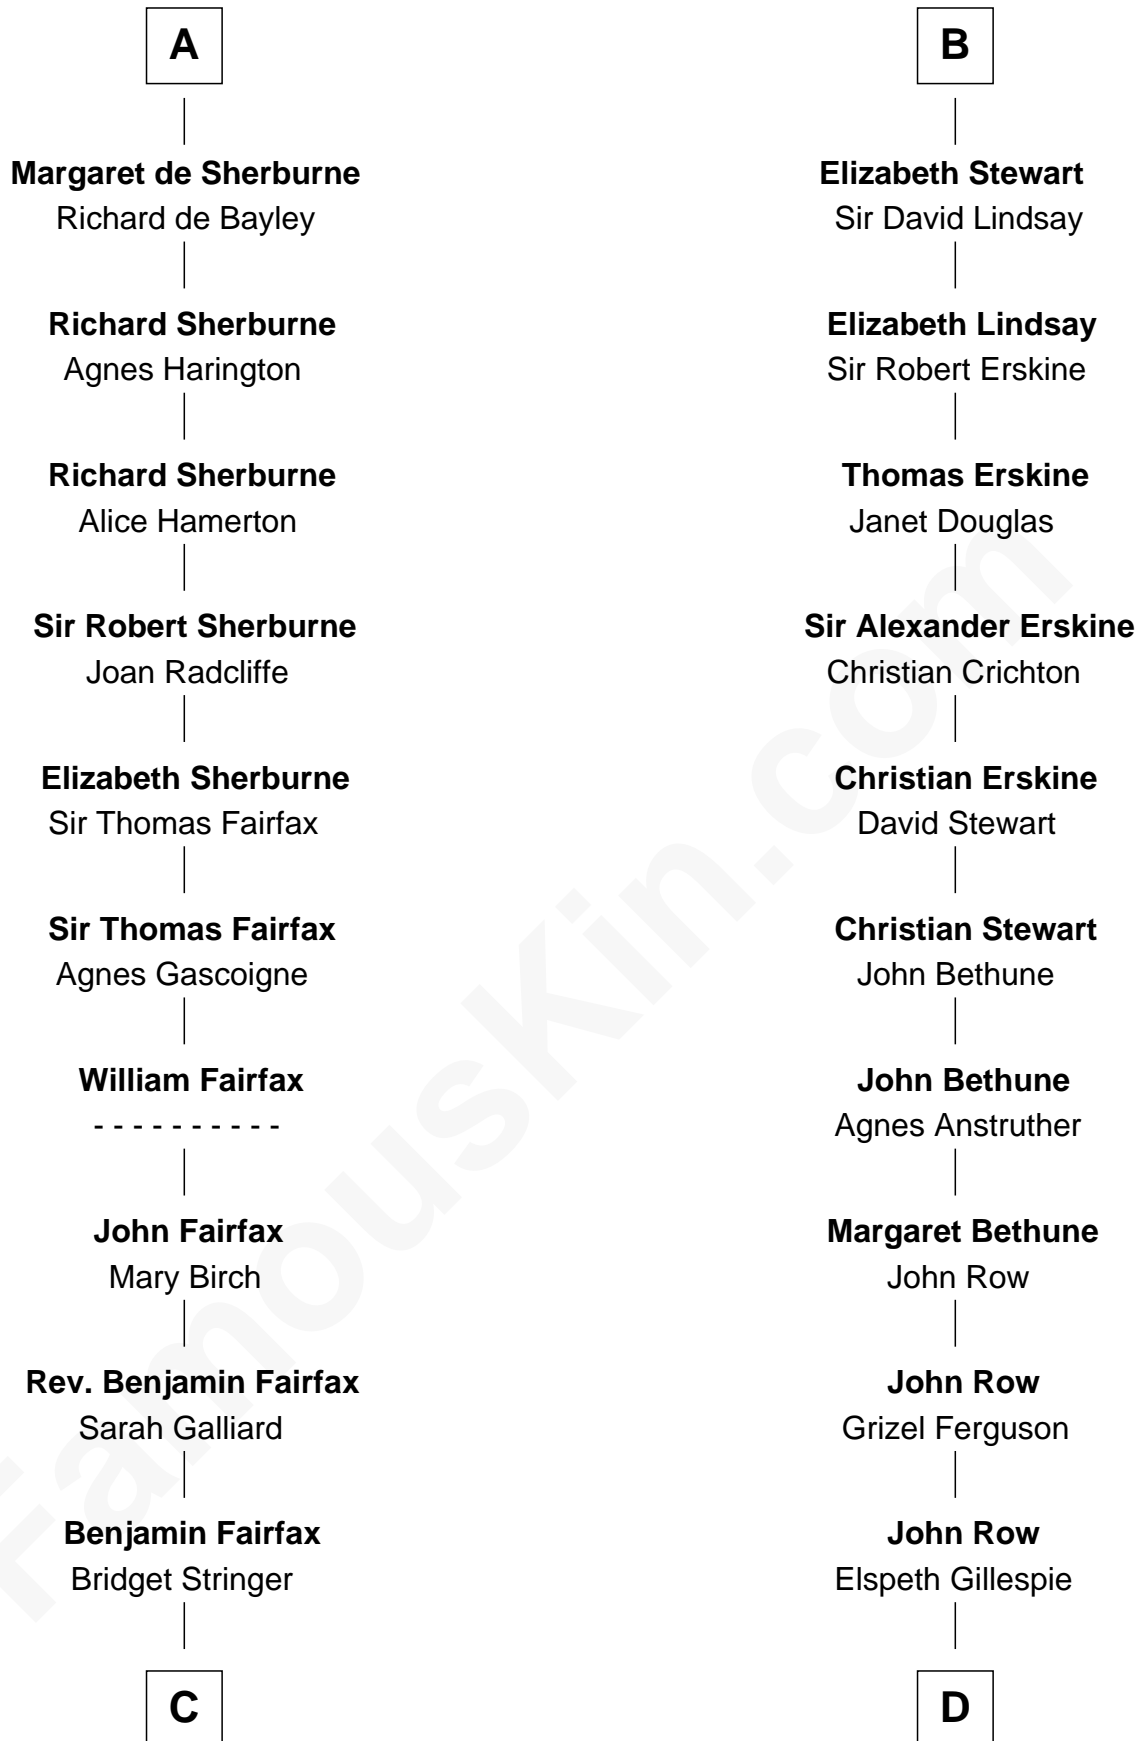 A
Margaret de Sherburne
Richard de Bayley
Richard Sherburne
Agnes Harington
Richard Sherburne
Alice Hamerton
Sir Robert Sherburne
Joan Radcliffe
Elizabeth Sherburne
Sir Thomas Fairfax
Sir Thomas Fairfax
Agnes Gascoigne
William Fairfax
- - - - - - - - - -
John Fairfax
Mary Birch
Rev. Benjamin Fairfax
Sarah Galliard
Benjamin Fairfax
Bridget Stringer
C
B
Elizabeth Stewart
Sir David Lindsay
Elizabeth Lindsay
Sir Robert Erskine
Thomas Erskine
Janet Douglas
Sir Alexander Erskine
Christian Crichton
Christian Erskine
David Stewart
Christian Stewart
John Bethune
John Bethune
Agnes Anstruther
Margaret Bethune
John Row
John Row
Grizel Ferguson
John Row
Elspeth Gillespie
D
FamousKin.com